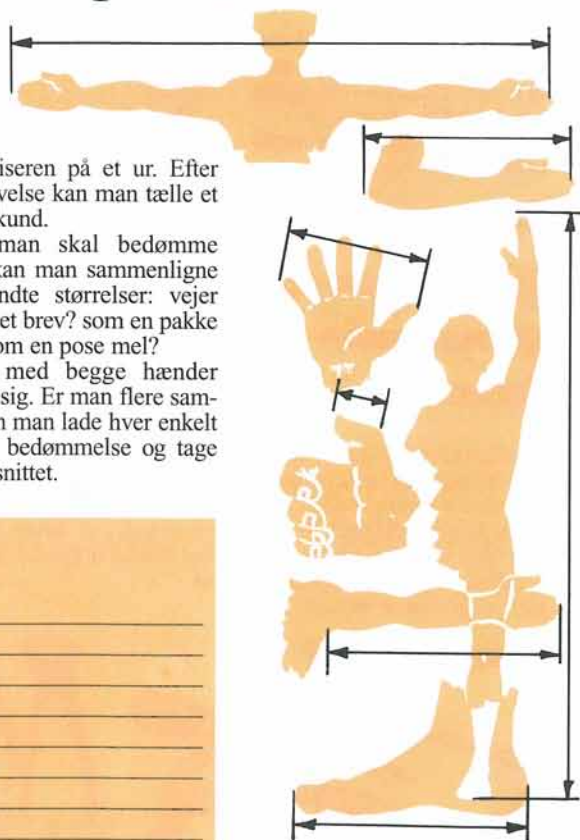 iseren på et ur. Efter
velse kan man tælle et
kund.
man skal bedømme
kan man sammenligne
ndte størrelser: vejer
et brev? som en pakke
om en pose mel?
med begge hænder
sig. Er man flere sam-
n man lade hver enkelt
bedømmelse og tage
snittet.